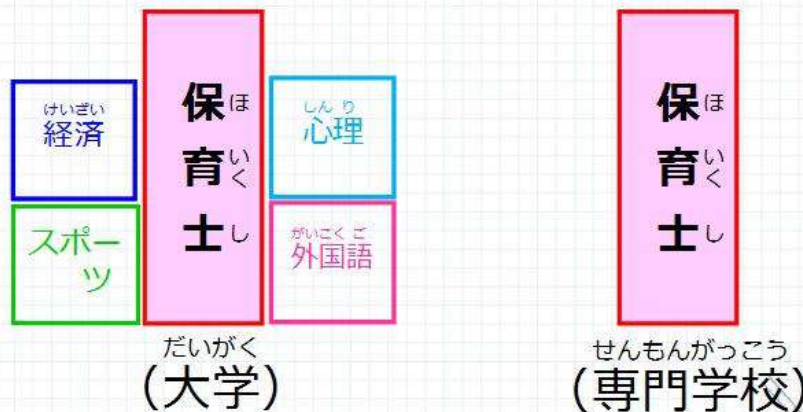 けいざい
経済
スポー
ツ
保育士
ほいくし
しんり
心理
がいこくご
外国語
だいがく
(大学)
保育士
ほいくし
せんもんがっこう
(専門学校)